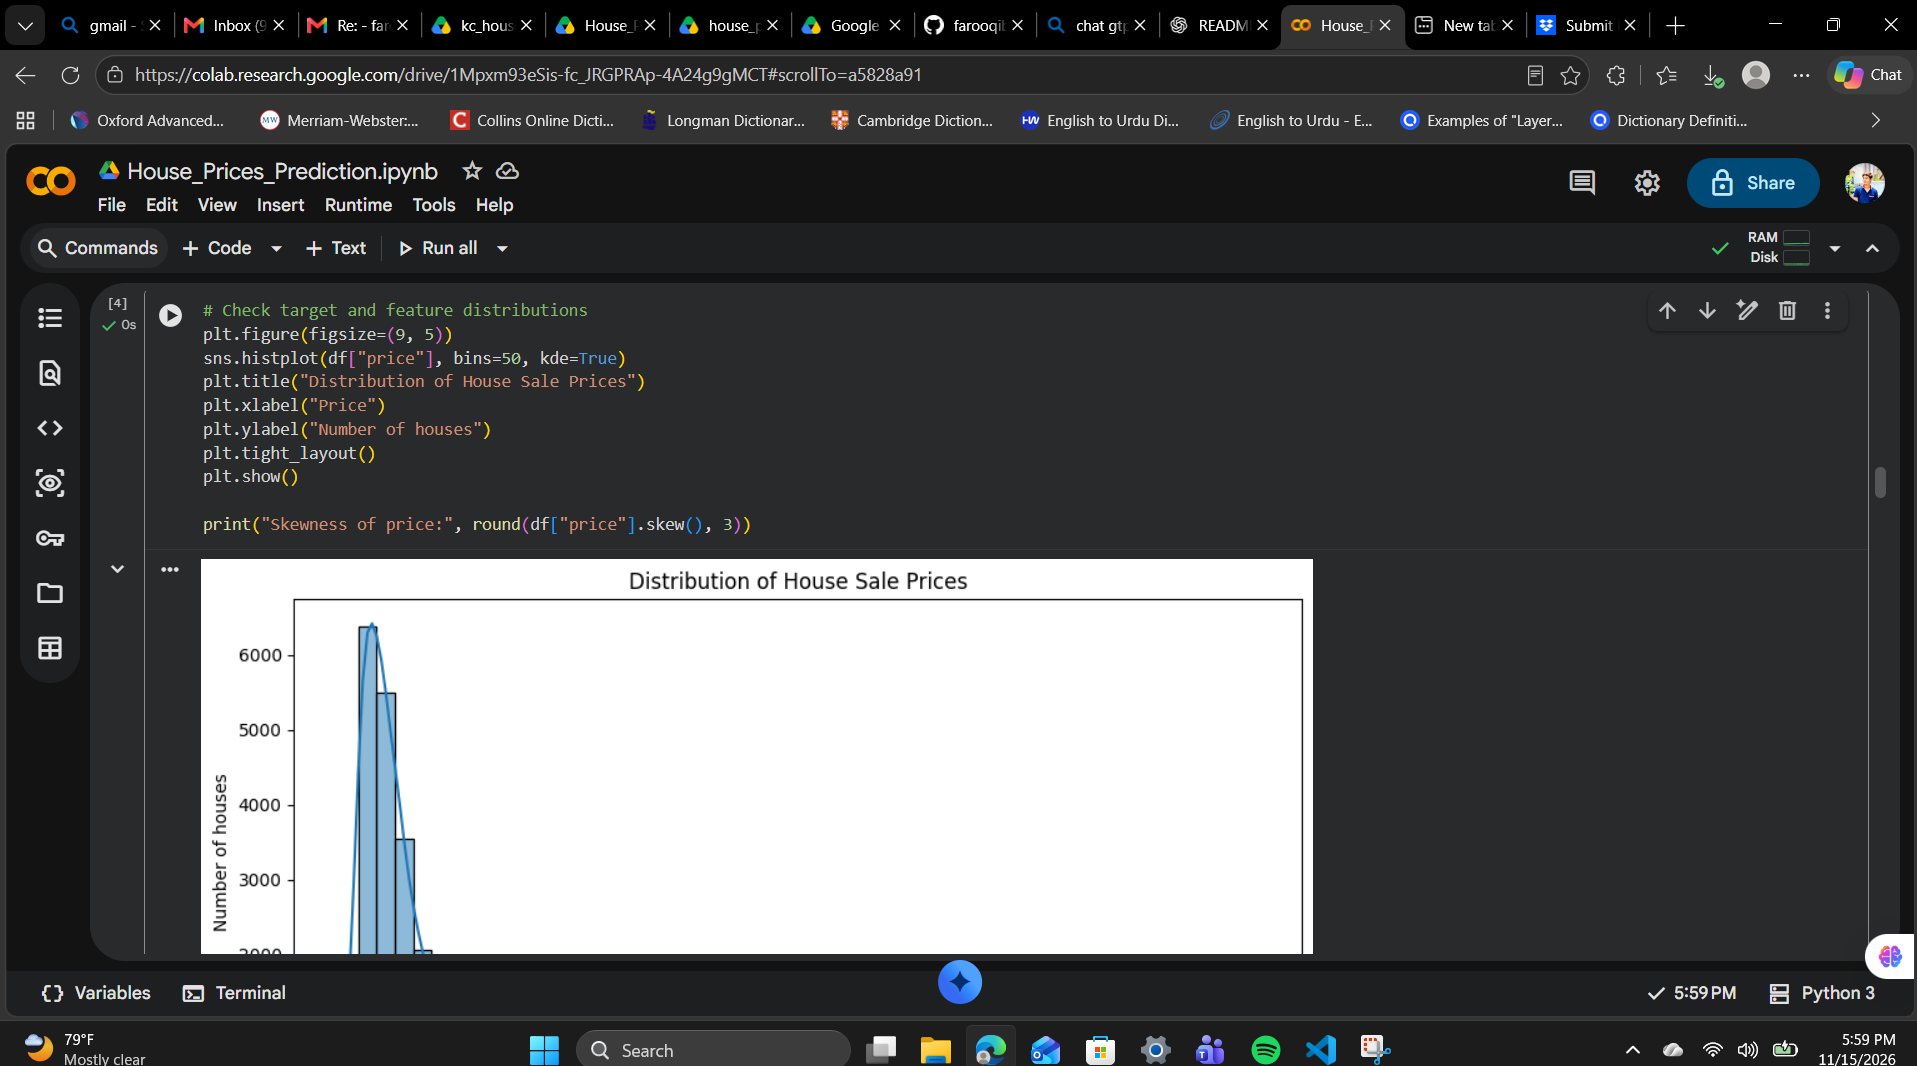 gmail -
Inbox (9
Re: - far
kc_hous
House_P
house_p
Google
farooqib
chat gtp
READM
House_P
New tab
Submit
https://colab.research.google.com/drive/1Mpxm93eSis-fc_JRGPRAp-4A24g9gMCT#scrollTo=a5828a91
Chat
Oxford Advanced...
MW
Merriam-Webster:...
C
Collins Online Dicti...
Longman Dictionar...
Cambridge Diction...
HW
English to Urdu Di...
English to Urdu - E...
Examples of "Layer...
Dictionary Definiti...
House_Prices_Prediction.ipynb
File Edit View Insert Runtime Tools Help
Share
Commands + Code + Text Run all
RAM
Disk
[4]
0s
# Check target and feature distributions
plt.figure(figsize=(9, 5))
sns.histplot(df["price"], bins=50, kde=True)
plt.title("Distribution of House Sale Prices")
plt.xlabel("Price")
plt.ylabel("Number of houses")
plt.tight_layout()
plt.show()
print("Skewness of price:", round(df["price"].skew(), 3))
Distribution of House Sale Prices
6000
5000
4000
3000
2000
Number of houses
Variables
Terminal
5:59 PM
Python 3
79°F
Mostly clear
Search
5:59 PM
11/15/2026